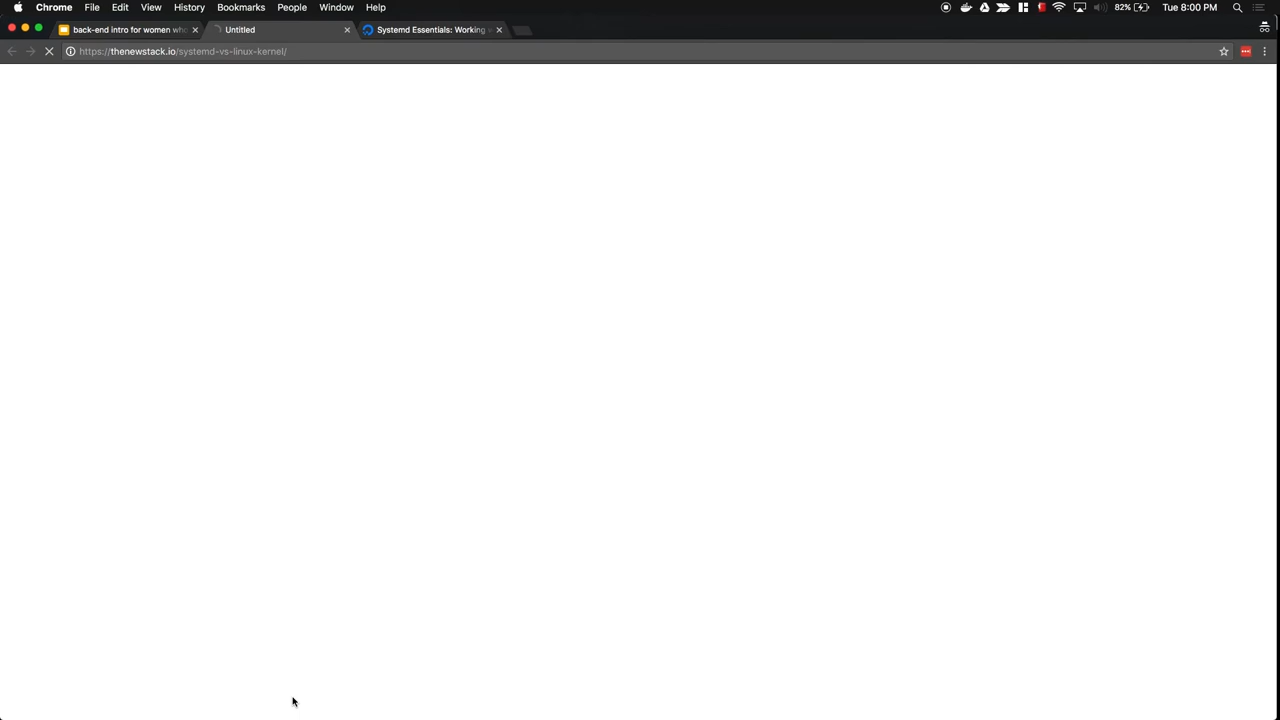 Chrome File Edit View History Bookmarks People Window Help 82% Tue 8:00 PM
back-end intro for women who Untitled Systemd Essentials: Working
https://thenewstack.io/systemd-vs-linux-kernel/